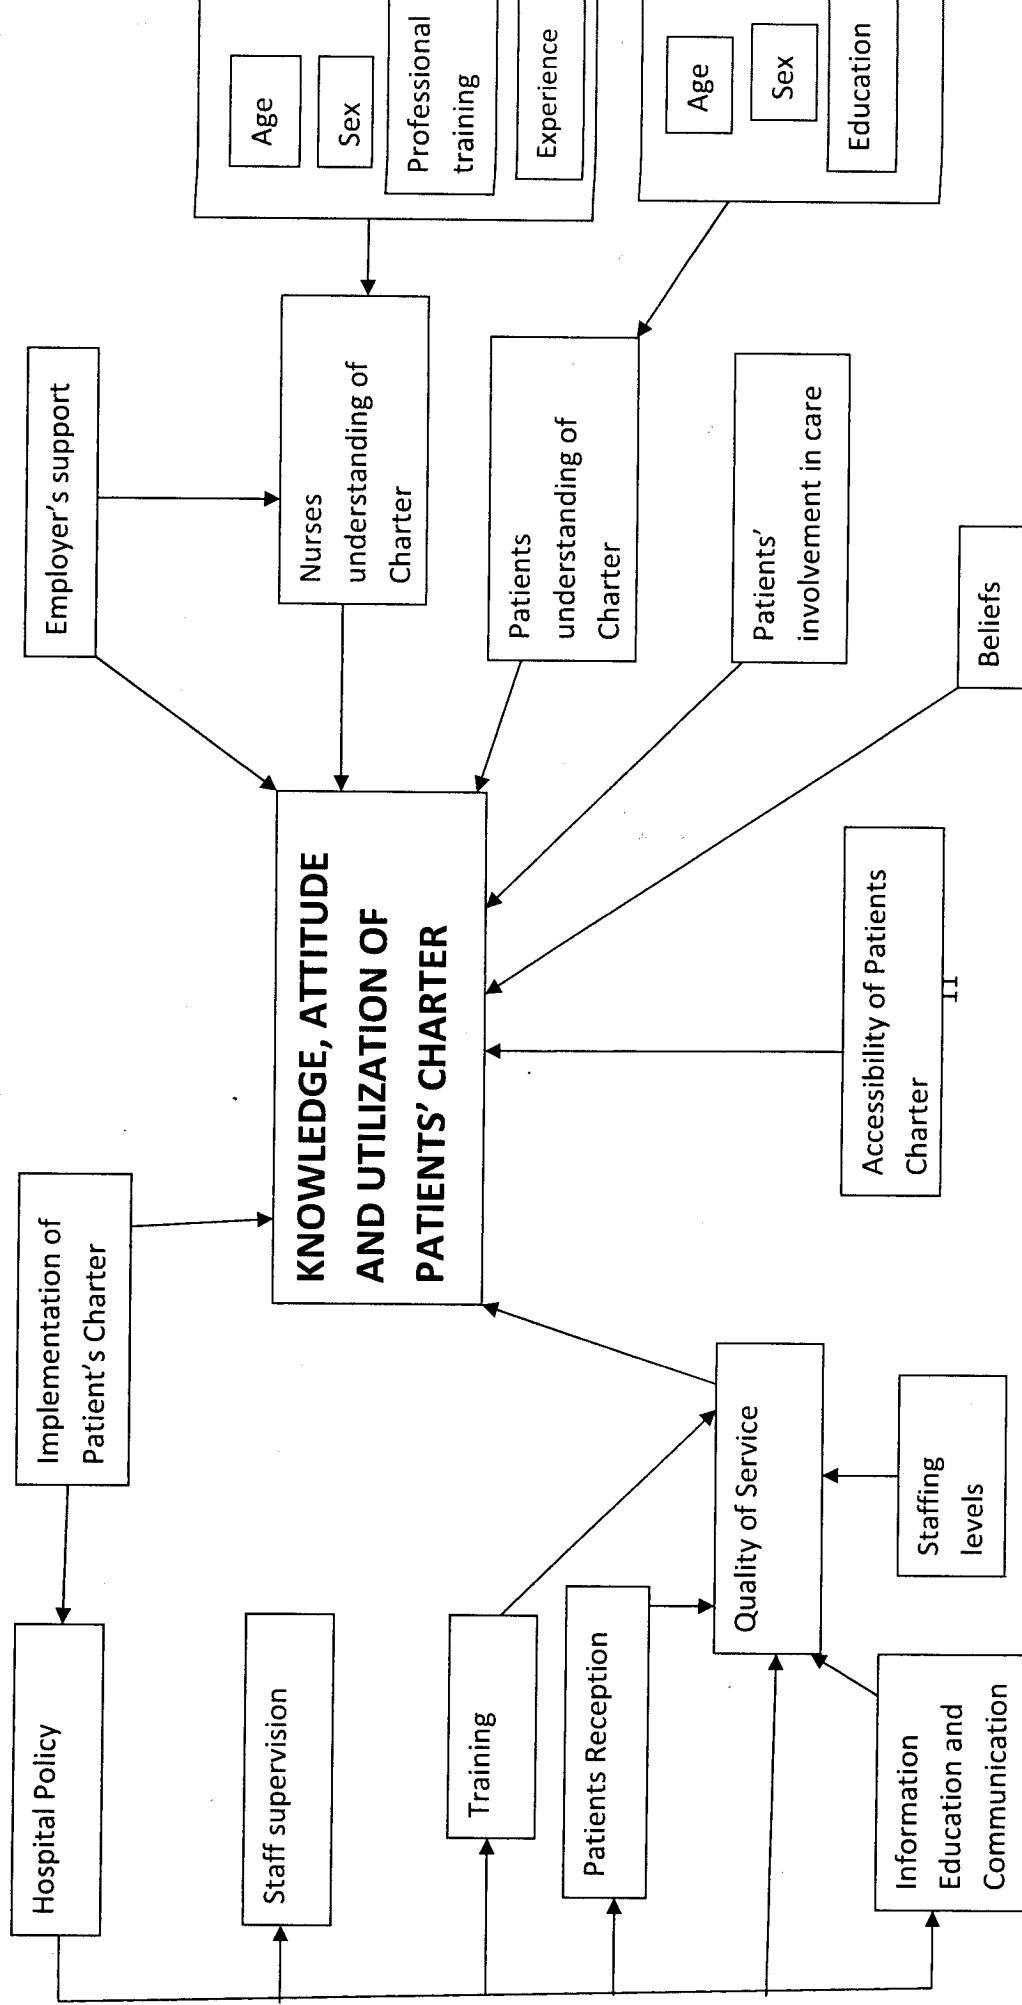 Hospital Policy
Implementation of
Patient's Charter
Employer's support
Staff supervision
KNOWLEDGE, ATTITUDE
AND UTILIZATION OF
PATIENTS' CHARTER
Nurses
understanding of
Charter
Age
Sex
Professional
training
Experience
Training
Patients Reception
Patients
understanding of
Charter
Quality of Service
Patients'
involvement in care
Age
Sex
Education
Information
Education and
Communication
Staffing
levels
Accessibility of Patients
Charter
Beliefs
11